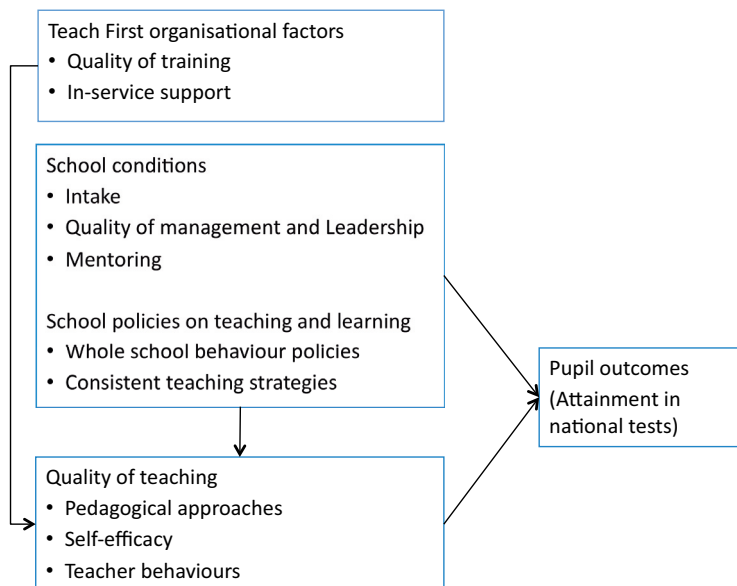 Teach First organisational factors
• Quality of training
• In-service support
School conditions
• Intake
• Quality of management and Leadership
• Mentoring
School policies on teaching and learning
• Whole school behaviour policies
• Consistent teaching strategies
Pupil outcomes
(Attainment in
national tests)
Quality of teaching
• Pedagogical approaches
• Self-efficacy
• Teacher behaviours